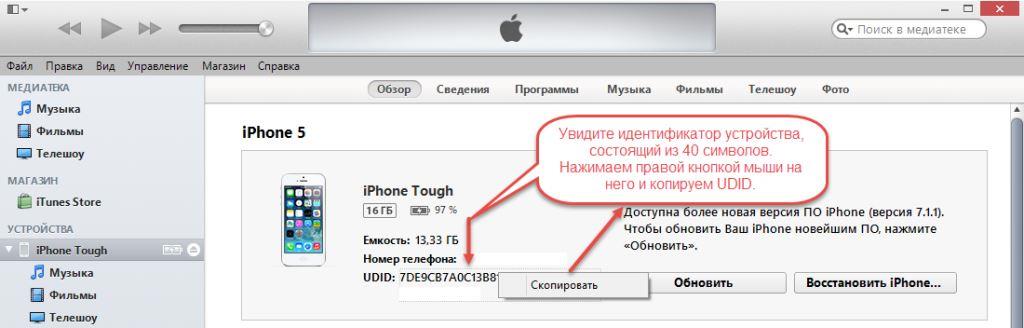 Поиск в медиатеке
Файл Правка Вид Управление Магазин Справка
МЕДИАТЕКА
Музыка
Фильмы
Телешоу
МАГАЗИН
iTunes Store
УСТРОЙСТВА
iPhone Tough
Музыка
Фильмы
Телешоу
Обзор Сведения Программы Музыка Фильмы Телешоу Фото
iPhone 5
Увидите идентификатор устройства,
состоящий из 40 символов.
Нажимаем правой кнопкой мыши на
него и копируем UDID.
iPhone Tough
16 ГБ 97 %
Емкость: 13,33 ГБ
Номер телефона:
UDID: 7DE9CB7A0C13B8
Скопировать
Доступна более новая версия ПО iPhone (версия 7.1.1).
Чтобы обновить Ваш iPhone новейшим ПО, нажмите
«Обновить».
Обновить Восстановить iPhone...